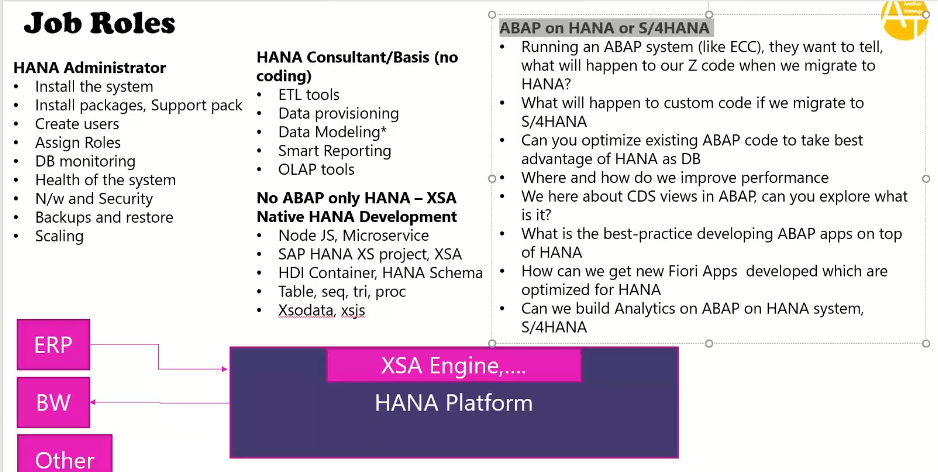 Job Roles
HANA Administrator
• Install the system
• Install packages, Support pack
• Create users
• Assign Roles
• DB monitoring
• Health of the system
• N/w and Security
• Backups and restore
• Scaling
HANA Consultant/Basis (no
coding)
• ETL tools
• Data provisioning
• Data Modeling*
• Smart Reporting
• OLAP tools
No ABAP only HANA – XSA
Native HANA Development
• Node JS, Microservice
• SAP HANA XS project, XSA
• HDI Container, HANA Schema
• Table, seq, tri, proc
• Xsodata, xsjs
ABAP on HANA or S/4HANA
• Running an ABAP system (like ECC), they want to tell,
what will happen to our Z code when we migrate to
HANA?
• What will happen to custom code if we migrate to
S/4HANA
• Can you optimize existing ABAP code to take best
advantage of HANA as DB
• Where and how do we improve performance
• We here about CDS views in ABAP, can you explore what
is it?
• What is the best-practice developing ABAP apps on top
of HANA
• How can we get new Fiori Apps developed which are
optimized for HANA
• Can we build Analytics on ABAP on HANA system,
S/4HANA
ERP
BW
Other
XSA Engine,....
HANA Platform